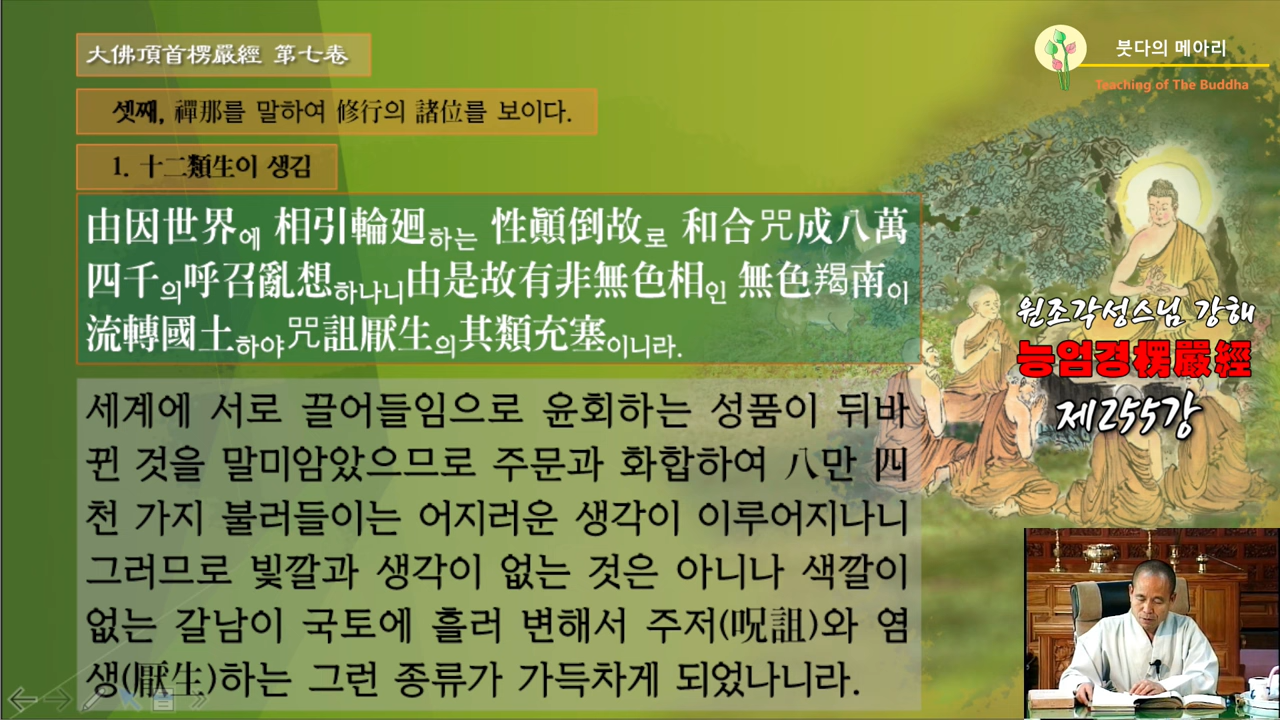 大佛頂首楞嚴經 第七卷
셋째, 禪那를 말하여 修行의 諸位를 보이다.
1. 十二類生이 생김
由因世界에 相引輪廻하는 性顚倒故로 和合咒成八萬
四千의呼召亂想하나니由是故有非無色相인 無色羯南이
流轉國土하야咒詛厭生의其類充塞이니라.
세계에 서로 끌어들임으로 윤회하는 성품이 뒤바
뀐 것을 말미암았으므로 주문과 화합하여 八만 四
천 가지 불러들이는 어지러운 생각이 이루어지나니
그러므로 빛깔과 생각이 없는 것은 아니나 색깔이
없는 갈남이 국토에 흘러 변해서 주저(呪詛)와 염
생(厭生)하는 그런 종류가 가득차게 되었나니라.
붓다의 메아리
Teaching of The Buddha
원조각성스님 강해
능엄경楞嚴經
제255강